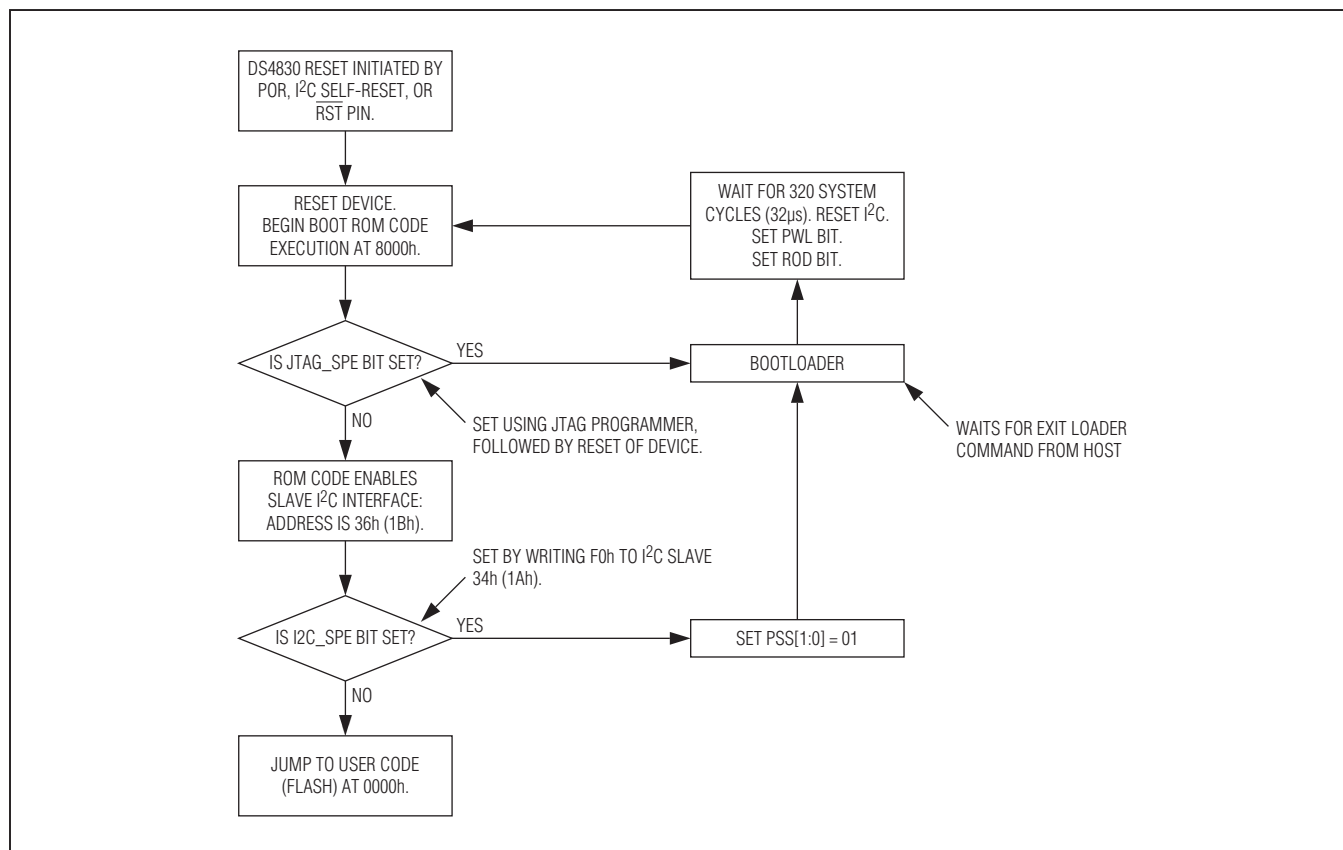 DS4830 RESET INITIATED BY
POR, I²C SELF-RESET, OR
RST PIN.
RESET DEVICE.
BEGIN BOOT ROM CODE
EXECUTION AT 8000h.
WAIT FOR 320 SYSTEM
CYCLES (32µs). RESET I²C.
SET PWL BIT.
SET ROD BIT.
IS JTAG_SPE BIT SET?
YES
BOOTLOADER
NO
SET USING JTAG PROGRAMMER,
FOLLOWED BY RESET OF DEVICE.
WAITS FOR EXIT LOADER
COMMAND FROM HOST
ROM CODE ENABLES
SLAVE I²C INTERFACE:
ADDRESS IS 36h (1Bh).
SET BY WRITING F0h TO I²C SLAVE
34h (1Ah).
IS I2C_SPE BIT SET?
YES
SET PSS[1:0] = 01
NO
JUMP TO USER CODE
(FLASH) AT 0000h.